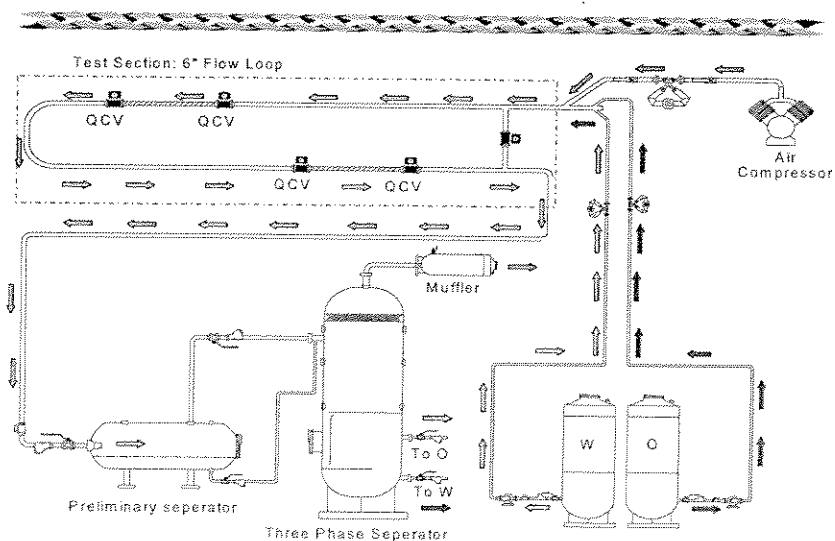 Test Section: 6" Flow Loop
QCV
QCV
QCV
QCV
Air
Compressor
Muffler
W
O
To O
To W
Preliminary seperator
Three Phase Seperator